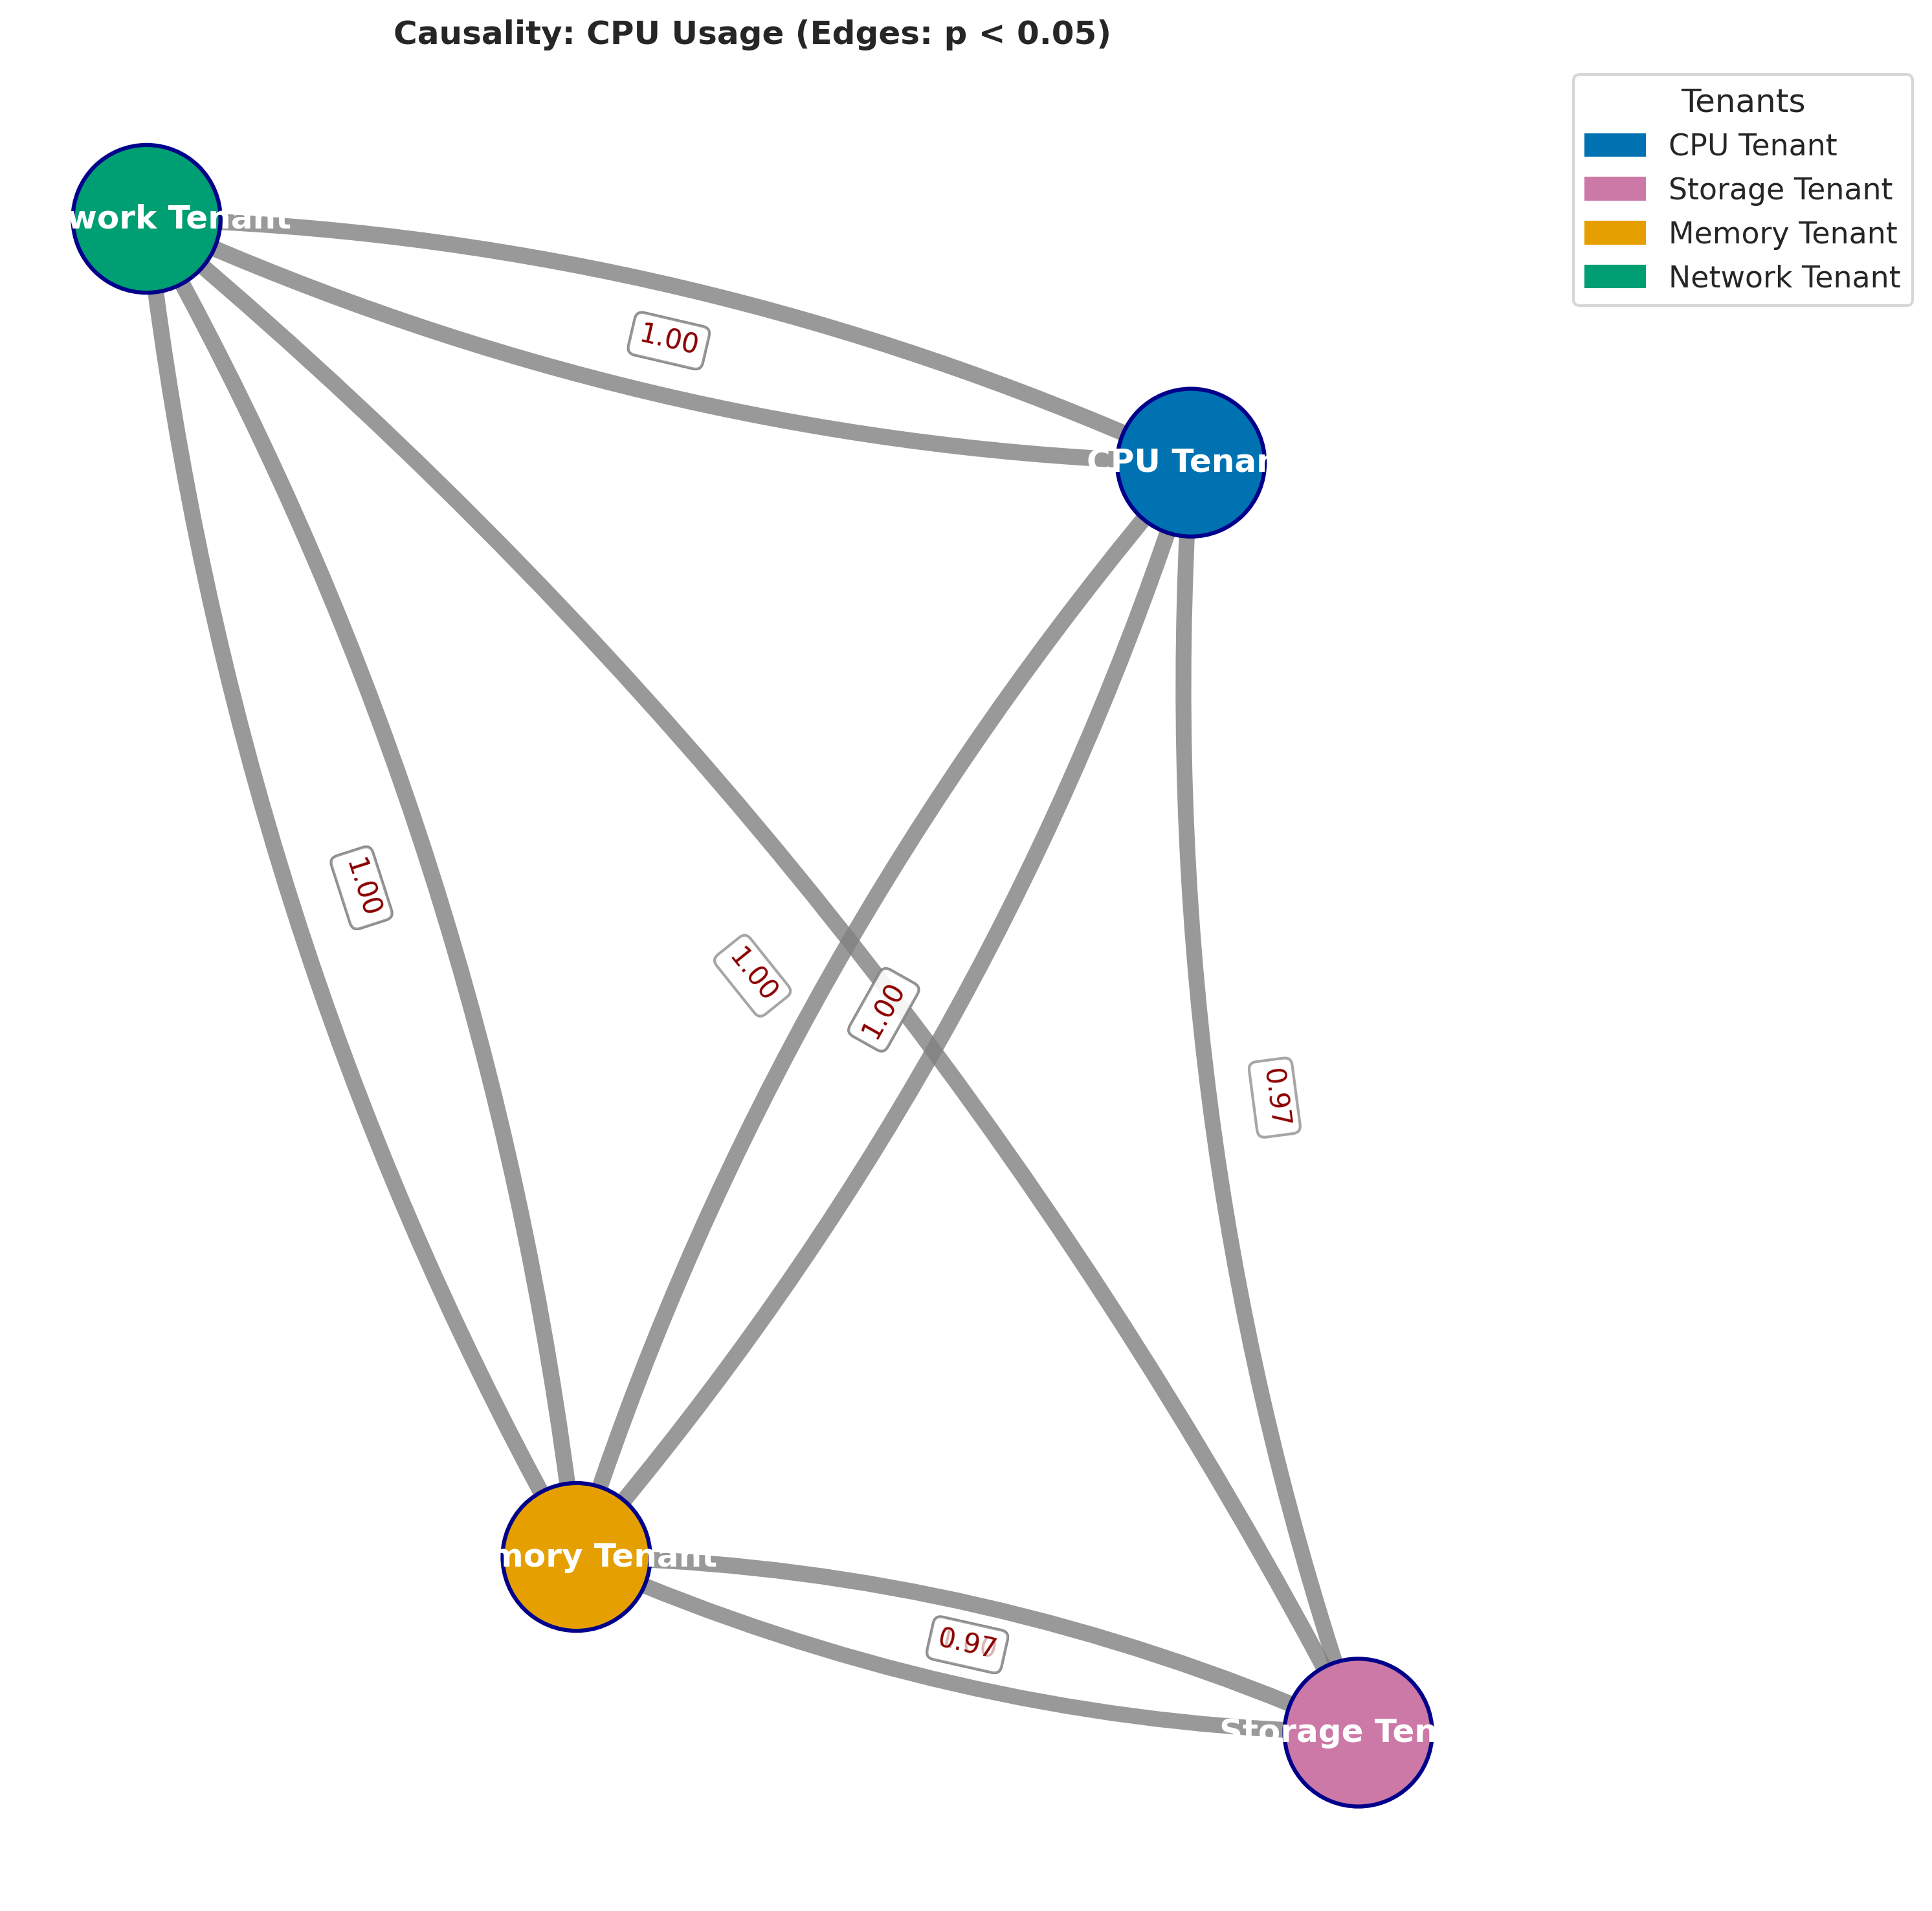 Causality: CPU Usage (Edges: p < 0.05)
Tenants
CPU Tenant
Storage Tenant
Memory Tenant
Network Tenant
work Tenant
1.00
CPU Tenan
1.00
1.00
1.00
0.97
mory Tenant
0.97
Storage Ten